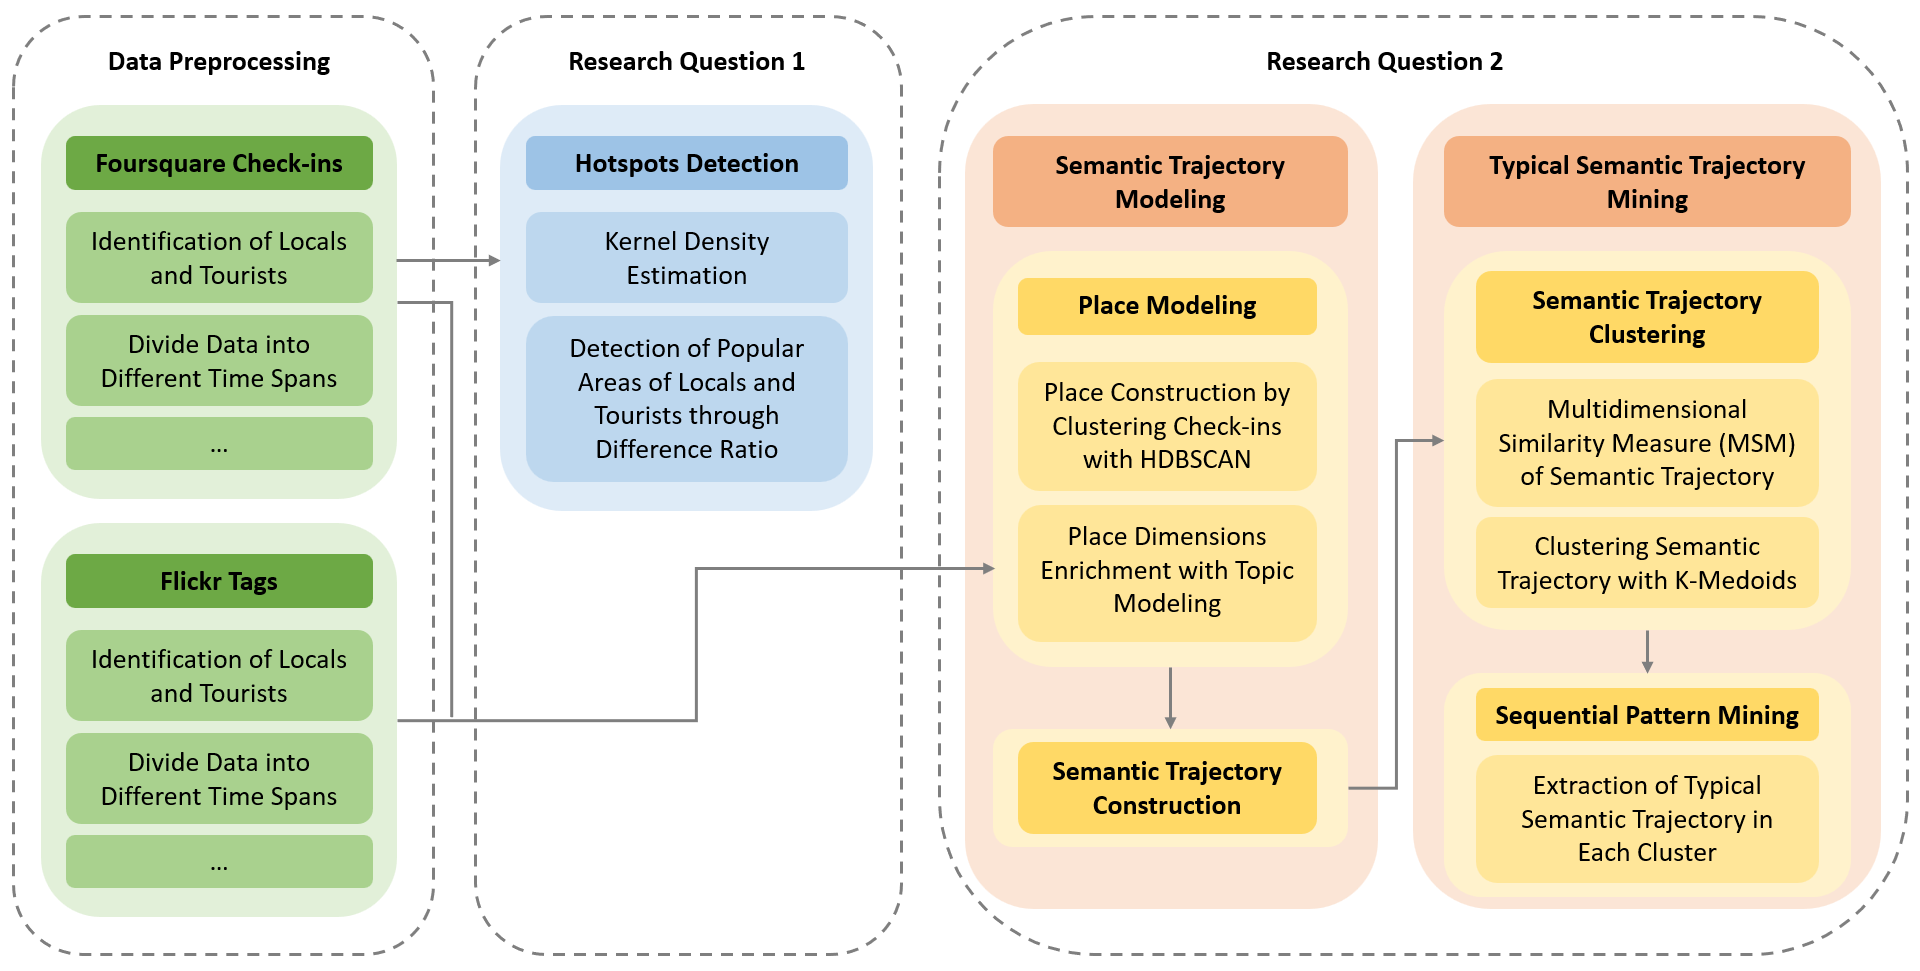 Data Preprocessing
Foursquare Check-ins
Identification of Locals
and Tourists
Divide Data into
Different Time Spans
...
Flickr Tags
Identification of Locals
and Tourists
Divide Data into
Different Time Spans
...
Research Question 1
Hotspots Detection
Kernel Density
Estimation
Detection of Popular
Areas of Locals and
Tourists through
Difference Ratio
Research Question 2
Semantic Trajectory
Modeling
Place Modeling
Place Construction by
Clustering Check-ins
with HDBSCAN
Place Dimensions
Enrichment with Topic
Modeling
Semantic Trajectory
Construction
Typical Semantic Trajectory
Mining
Semantic Trajectory
Clustering
Multidimensional
Similarity Measure (MSM)
of Semantic Trajectory
Clustering Semantic
Trajectory with K-Medoids
Sequential Pattern Mining
Extraction of Typical
Semantic Trajectory in
Each Cluster